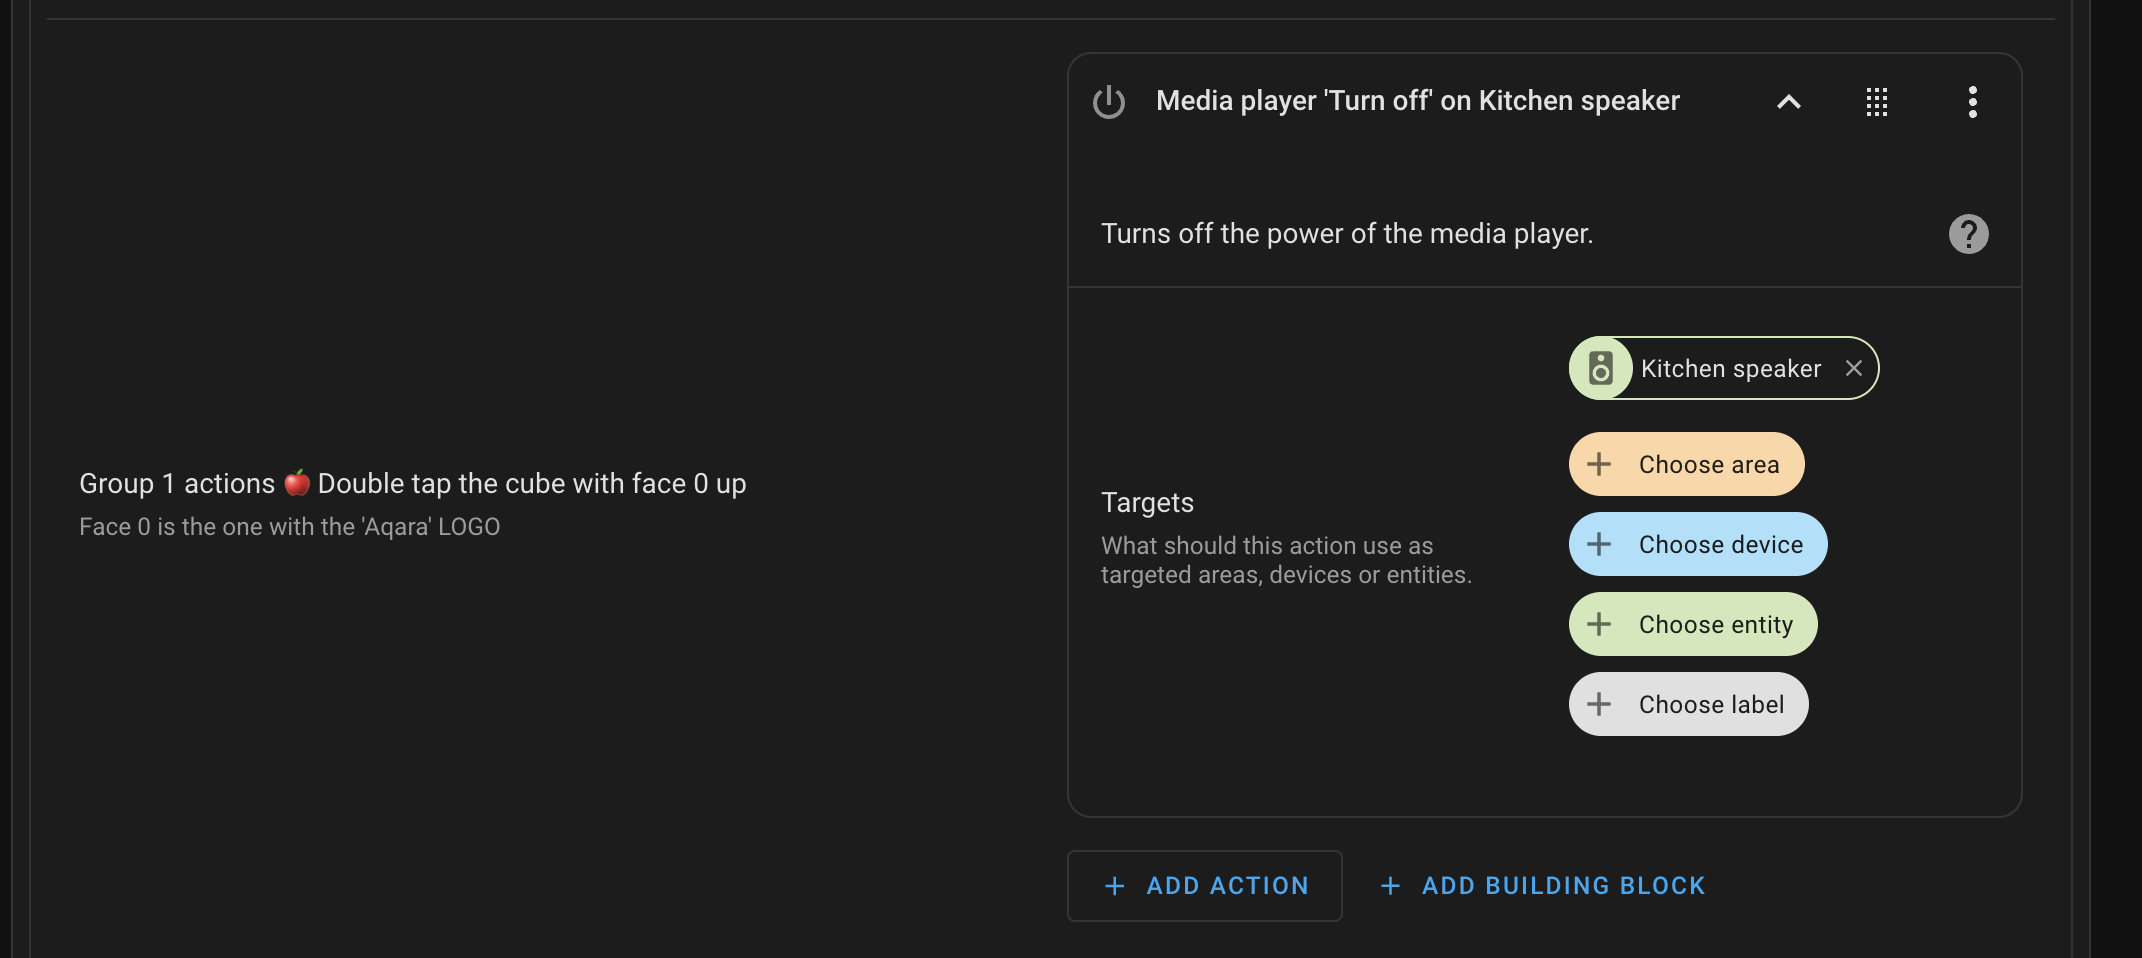 Media player 'Turn off' on Kitchen speaker
Turns off the power of the media player.
Kitchen speaker
Choose area
Group 1 actions 🍎 Double tap the cube with face 0 up
Face 0 is the one with the 'Aqara' LOGO
Targets
What should this action use as
targeted areas, devices or entities.
Choose device
Choose entity
Choose label
ADD ACTION
ADD BUILDING BLOCK